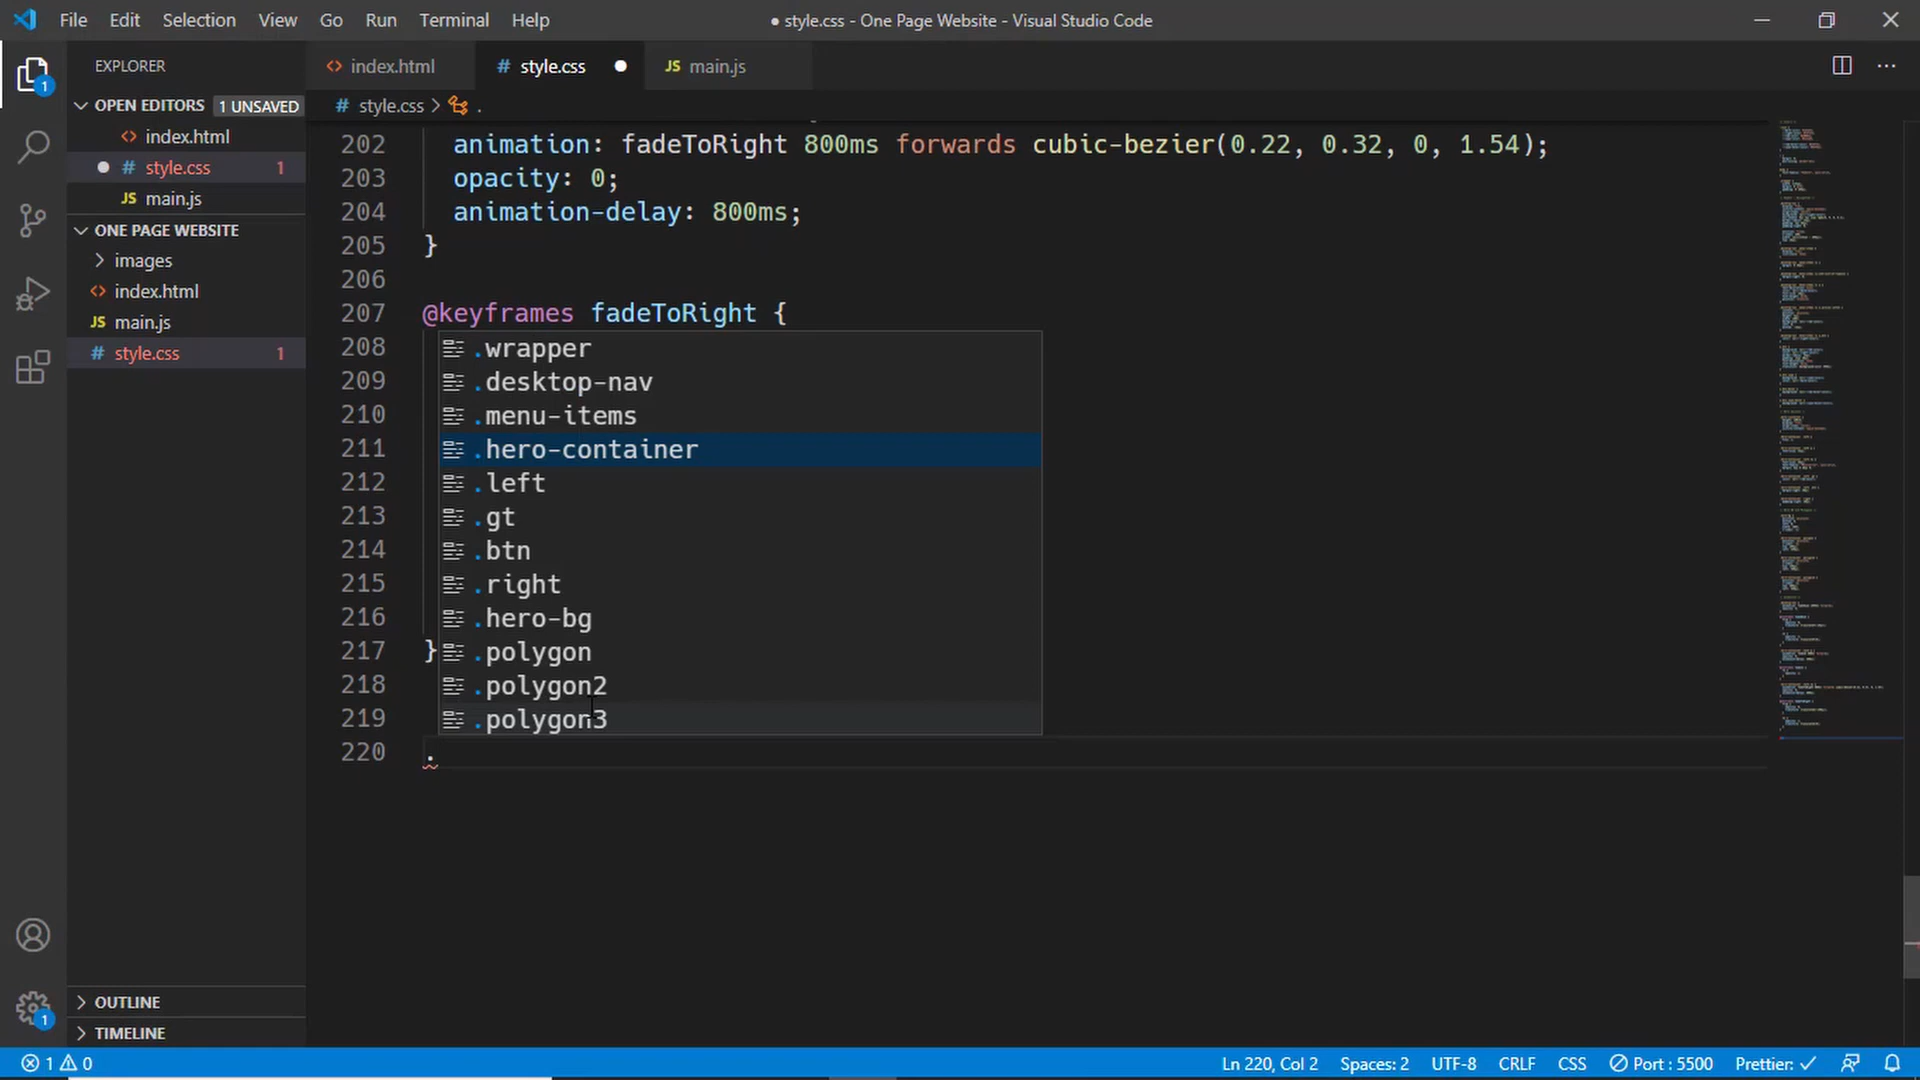 File Edit Selection View Go Run Terminal Help
● style.css - One Page Website - Visual Studio Code
EXPLORER
OPEN EDITORS 1 UNSAVED
index.html
style.css 1
main.js
ONE PAGE WEBSITE
images
index.html
main.js
style.css 1
OUTLINE
TIMELINE
index.html # style.css ● JS main.js
# style.css > .
202 animation: fadeToRight 800ms forwards cubic-bezier(0.22, 0.32, 0, 1.54);
203 opacity: 0;
204 animation-delay: 800ms;
205 }
206
207 @keyframes fadeToRight {
208 .wrapper
209 .desktop-nav
210 .menu-items
211 .hero-container
212 .left
213 .gt
214 .btn
215 .right
216 .hero-bg
217 } .polygon
218 .polygon2
219 .polygon3
220 .
1 0 Ln 220, Col 2 Spaces: 2 UTF-8 CRLF CSS Port : 5500 Prettier: ✓